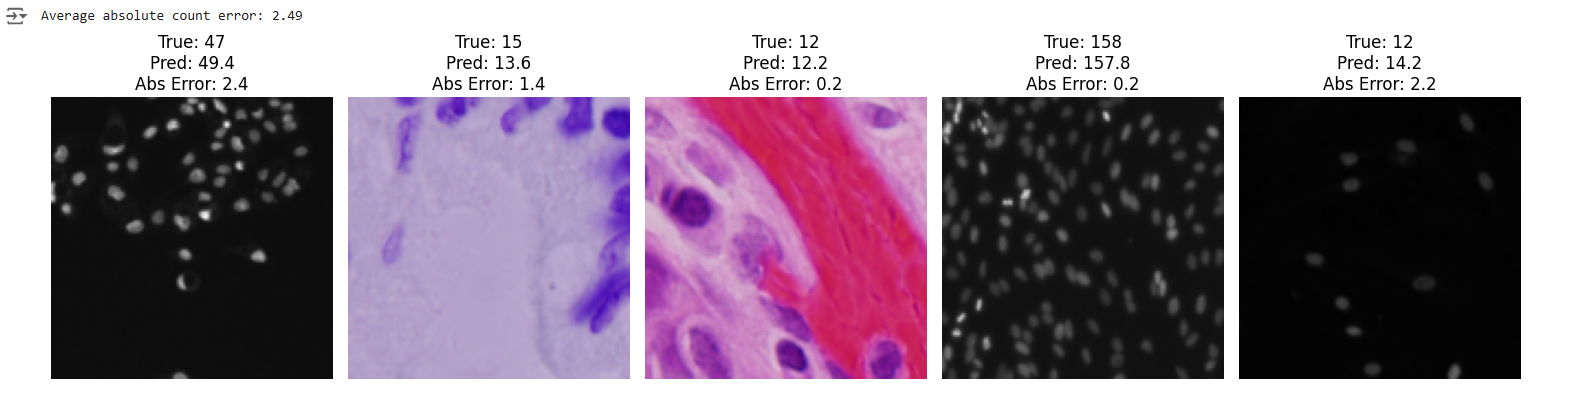 Average absolute count error: 2.49
True: 47
Pred: 49.4
Abs Error: 2.4
True: 15
Pred: 13.6
Abs Error: 1.4
True: 12
Pred: 12.2
Abs Error: 0.2
True: 158
Pred: 157.8
Abs Error: 0.2
True: 12
Pred: 14.2
Abs Error: 2.2